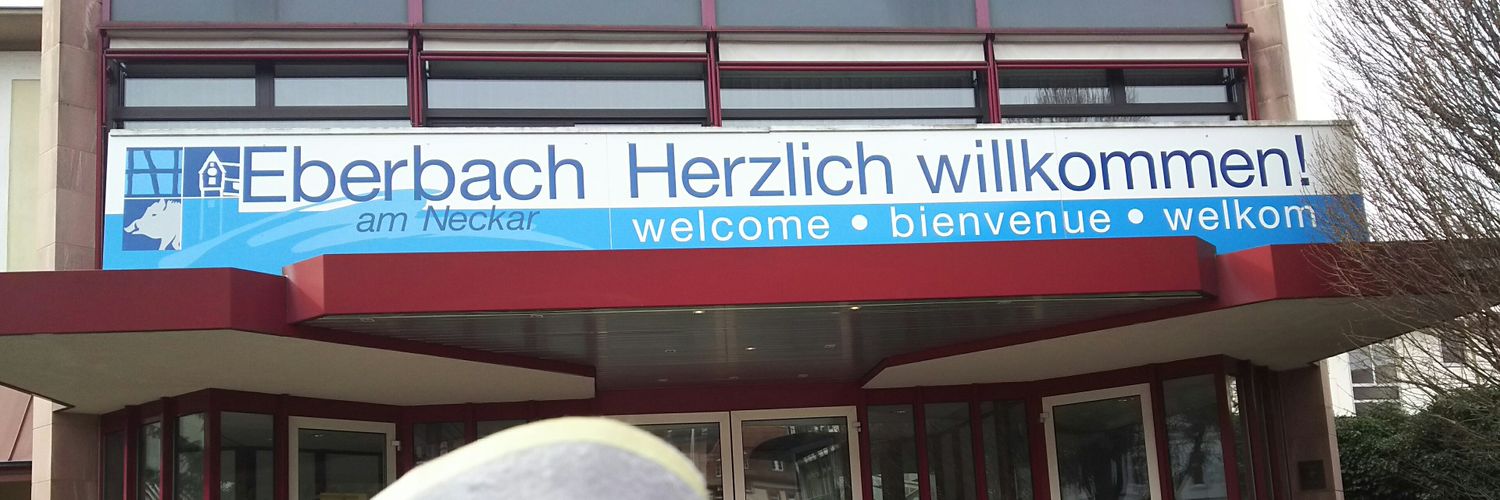 Eberbach Herzlich willkommen!
am Neckar
welcome • bienvenue • welkom